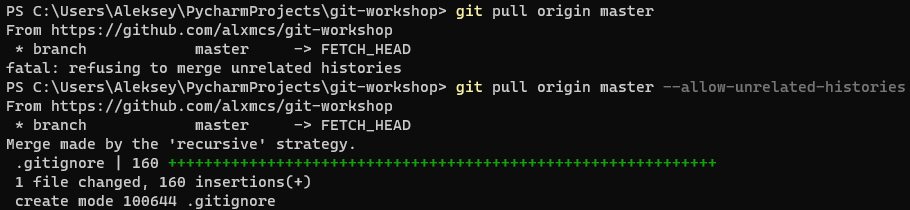 PS C:\Users\Aleksey\PycharmProjects\git-workshop> git pull origin master
From https://github.com/alxmcs/git-workshop
 * branch            master     -> FETCH_HEAD
fatal: refusing to merge unrelated histories
PS C:\Users\Aleksey\PycharmProjects\git-workshop> git pull origin master --allow-unrelated-histories
From https://github.com/alxmcs/git-workshop
 * branch            master     -> FETCH_HEAD
Merge made by the 'recursive' strategy.
 .gitignore | 160 +++++++++++++++++++++++++++++++++++++++++++++++++++++++++++++
 1 file changed, 160 insertions(+)
 create mode 100644 .gitignore